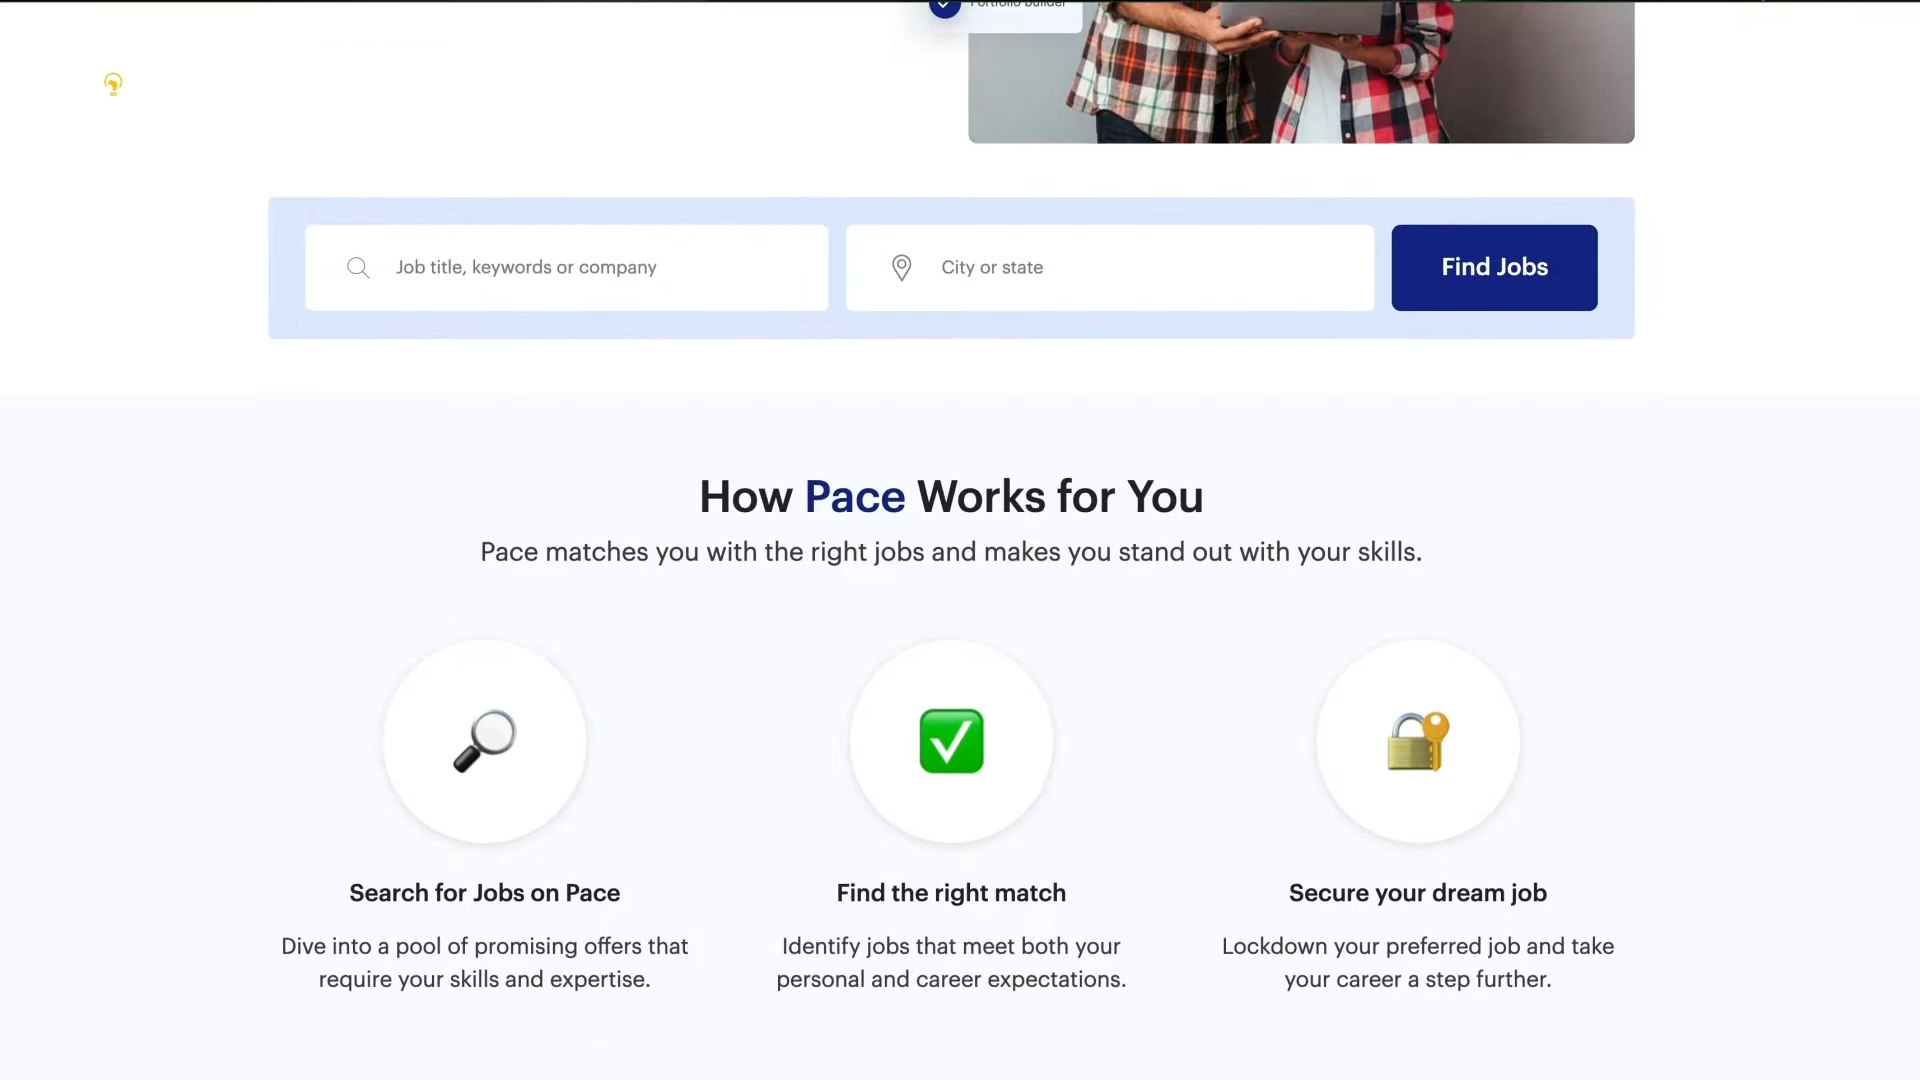 Portfolio builder
Job title, keywords or company
City or state
Find Jobs
How Pace Works for You
Pace matches you with the right jobs and makes you stand out with your skills.
Search for Jobs on Pace
Dive into a pool of promising offers that
require your skills and expertise.
Find the right match
Identify jobs that meet both your
personal and career expectations.
Secure your dream job
Lockdown your preferred job and take
your career a step further.